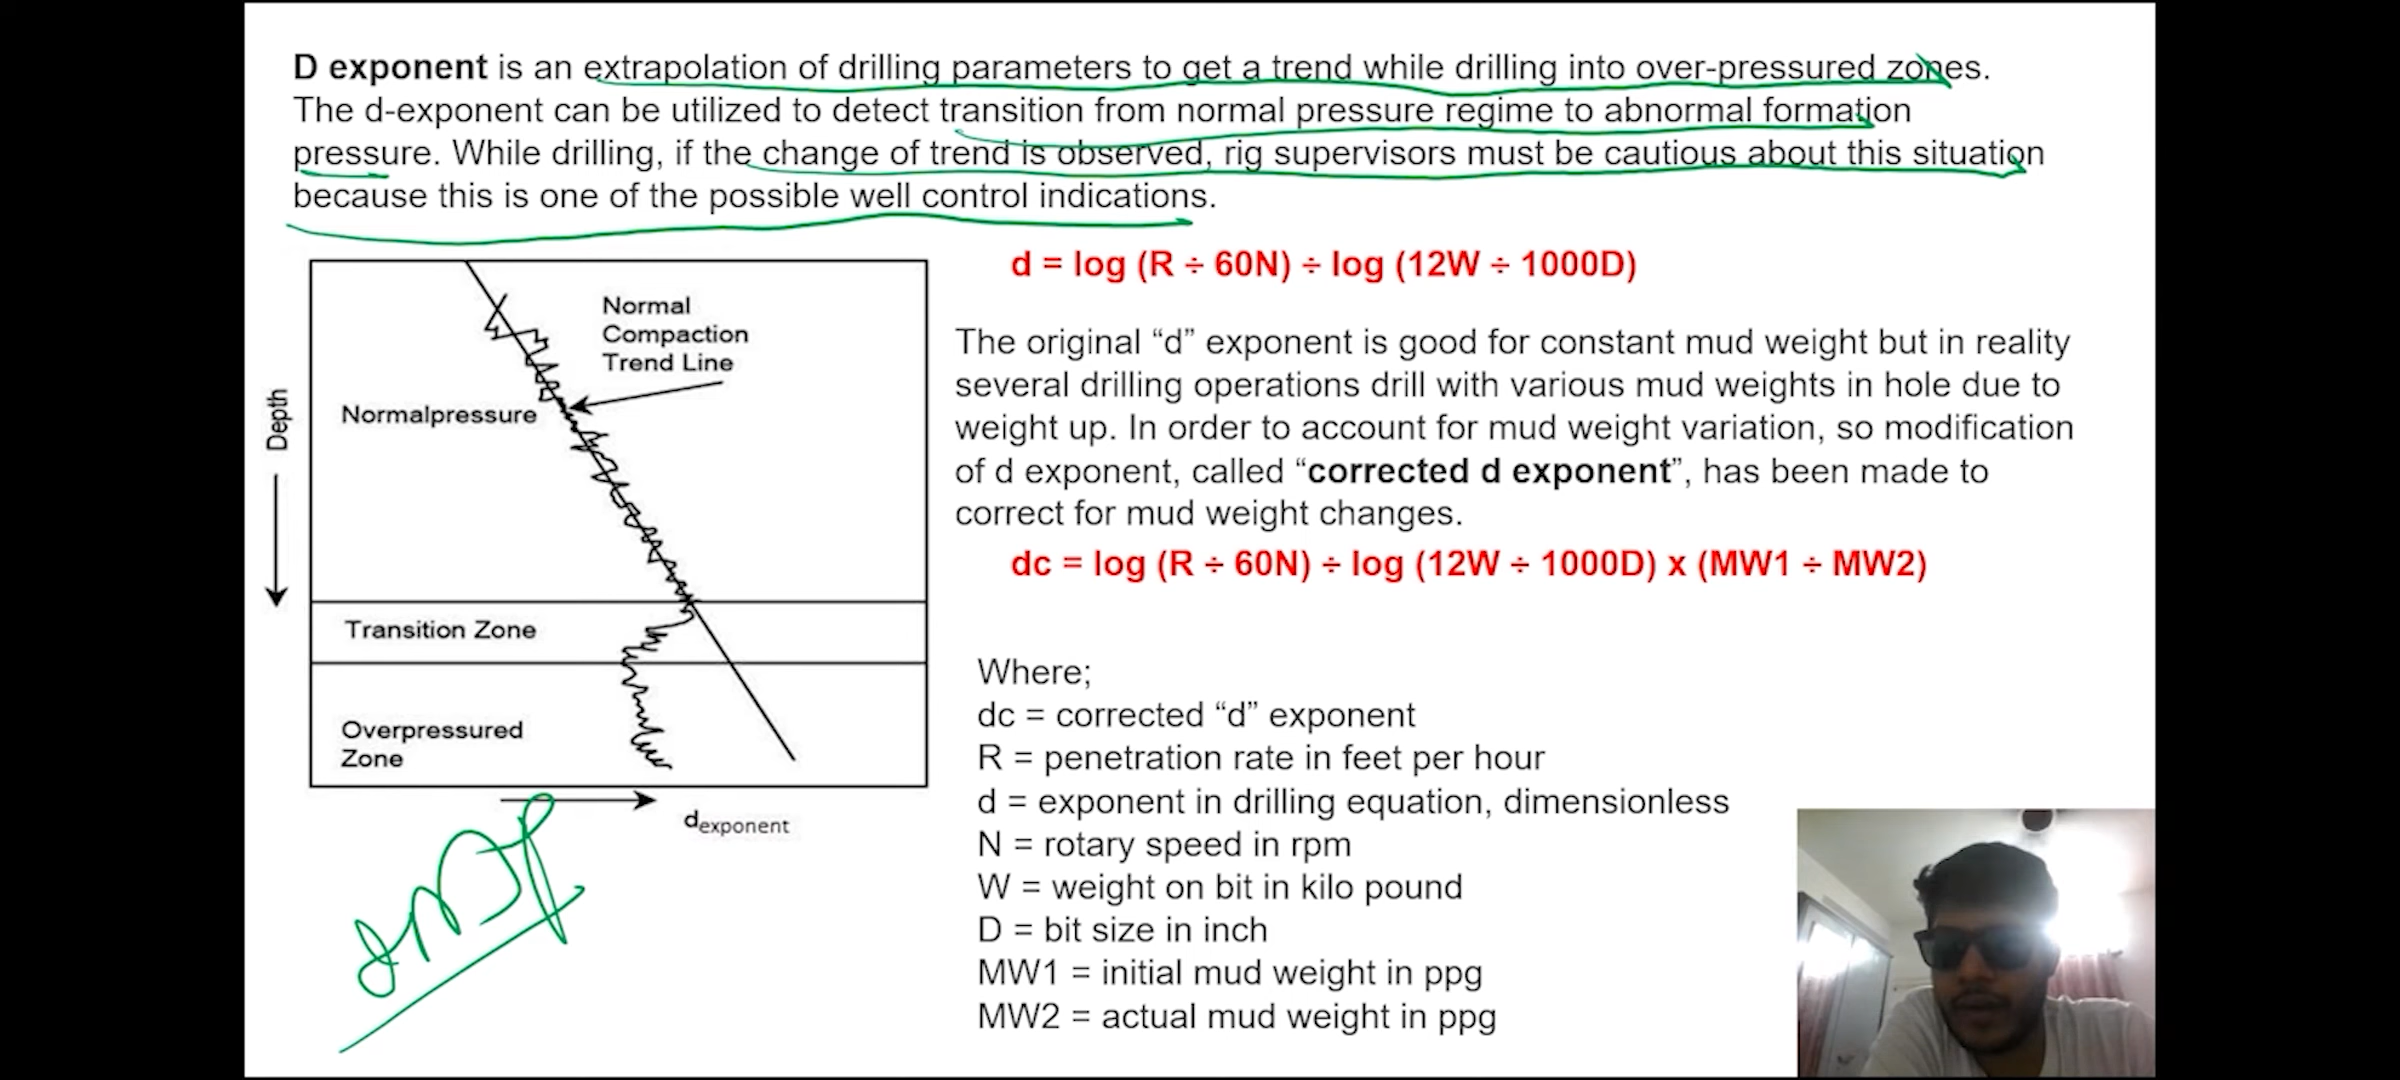 D exponent is an extrapolation of drilling parameters to get a trend while drilling into over-pressured zones.
The d-exponent can be utilized to detect transition from normal pressure regime to abnormal formation
pressure. While drilling, if the change of trend is observed, rig supervisors must be cautious about this situation
because this is one of the possible well control indications.
d = log (R ÷ 60N) ÷ log (12W ÷ 1000D)
Normal
Compaction
Trend Line
Depth
Normalpressure
Transition Zone
Overpressured
Zone
dexponent
The original “d” exponent is good for constant mud weight but in reality
several drilling operations drill with various mud weights in hole due to
weight up. In order to account for mud weight variation, so modification
of d exponent, called “corrected d exponent”, has been made to
correct for mud weight changes.
dc = log (R ÷ 60N) ÷ log (12W ÷ 1000D) x (MW1 ÷ MW2)
Where;
dc = corrected “d” exponent
R = penetration rate in feet per hour
d = exponent in drilling equation, dimensionless
N = rotary speed in rpm
W = weight on bit in kilo pound
D = bit size in inch
MW1 = initial mud weight in ppg
MW2 = actual mud weight in ppg